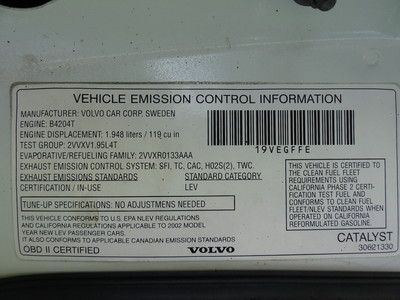 VEHICLE EMISSION CONTROL INFORMATION
MANUFACTURER: VOLVO CAR CORP. SWEDEN
ENGINE: B4204T
ENGINE DISPLACEMENT: 1.948 liters / 119 cu in
TEST GROUP: 2VVXV1.95L4T
EVAPORATIVE/REFUELING FAMILY: 2VVXR0133AAA
EXHAUST EMISSION CONTROL SYSTEM: SFI, TC, CAC, H02S(2), TWC.
EXHAUST EMISSIONS STANDARDS STANDARD CATEGORY
CERTIFICATION / IN-USE LEV
TUNE-UP SPECIFICATIONS: NO ADJUSTMENS NEEDED
THIS VEHICLE CONFORMS TO U.S. EPA NLEV REGULATIONS
AND CALIFORNIA REGULATIONS APPLICABLE TO 2002 MODEL
YEAR NEW LEV PASSENGER CARS.
IT ALSO CONFORMS TO APPLICABLE CANADIAN EMISSION STANDARDS
OBD II CERTIFIED VOLVO
19VEGFFE
THIS VEHICLE IS
CERTIFIED TO THE
CLEAN FUEL FLEET
REQUIREMENTS USING
CALIFORNIA PHASE 2 CERTI-
FICATION TEST FUEL AND
CONFORMS TO CLEAN FUEL
FLEET/NLEV STANDARDS WHEN
OPERATED ON CALIFORNIA
REFORMULATED GASOLINE.
CATALYST
30621330